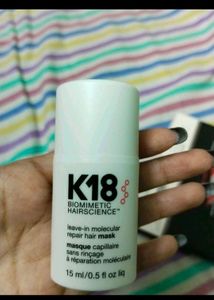 K18
BIOMIMETIC
HAIRSCIENCE™
leave-in molecular
repair hair mask
masque capillaire
sans rinçage
à réparation moléculaire
15 ml/0.5 fl oz liq